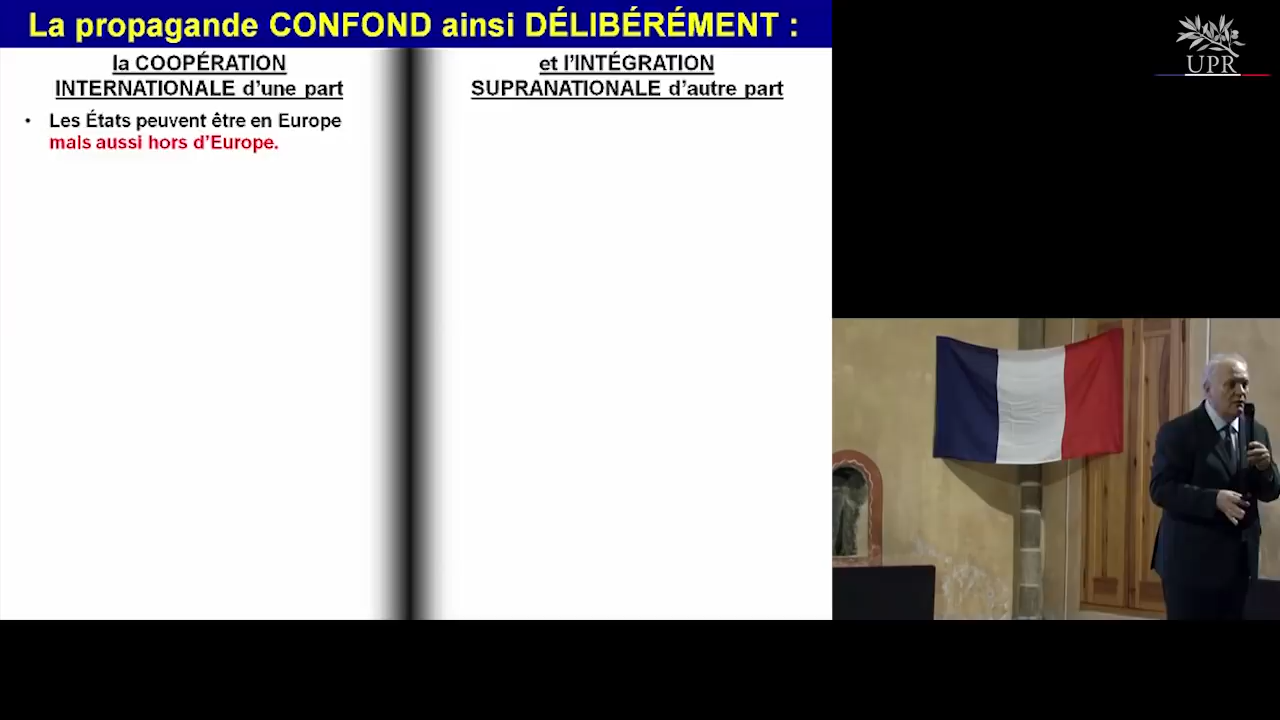 La propagande CONFOND ainsi DÉLIBÉRÉMENT :
la COOPÉRATION
INTERNATIONALE d'une part
• Les États peuvent être en Europe
mais aussi hors d'Europe.
et l'INTÉGRATION
SUPRANATIONALE d'autre part
UPR